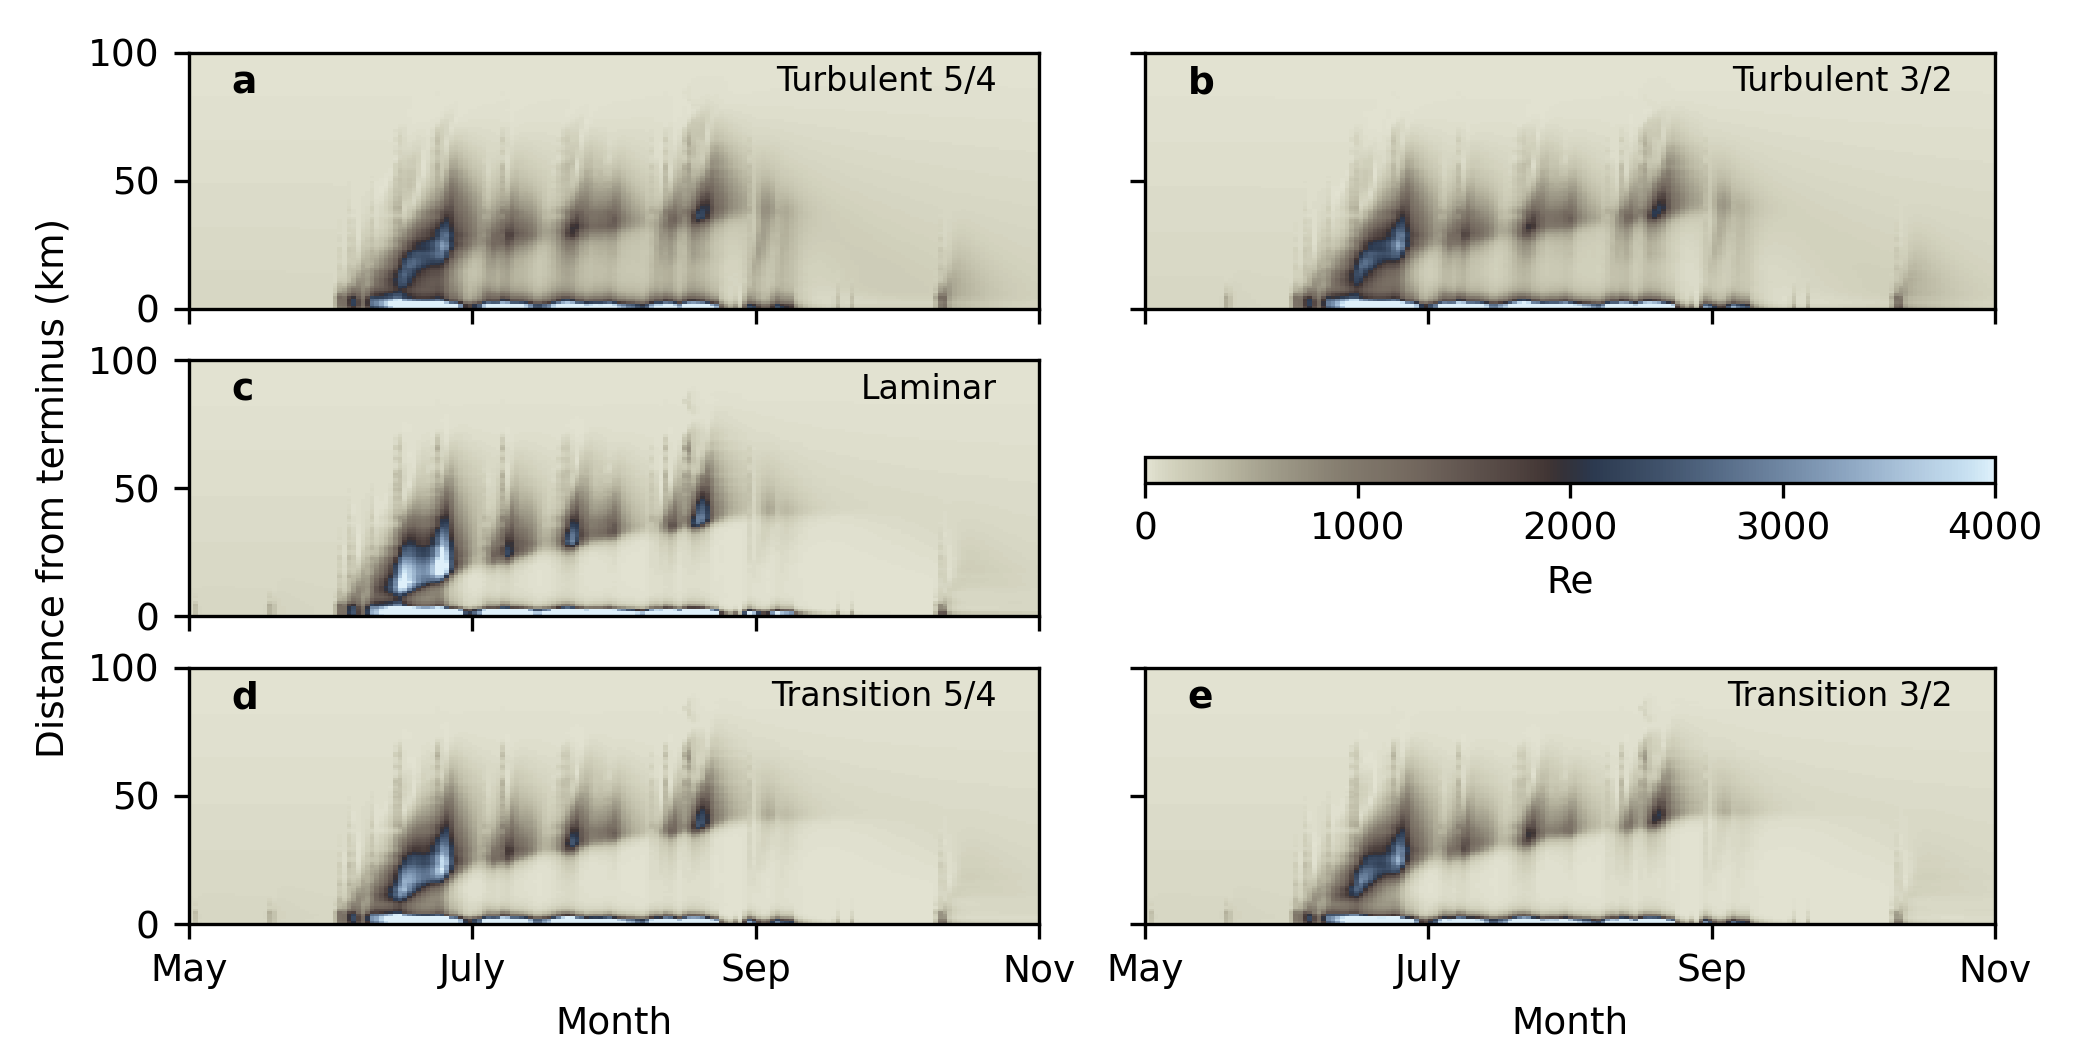 100
50
0
a
Turbulent 5/4
b
Turbulent 3/2
Distance from terminus (km)
100
50
0
c
Laminar
0 1000 2000 3000 4000
Re
100
50
0
d
Transition 5/4
e
Transition 3/2
May July Sep Nov
May July Sep Nov
Month
Month